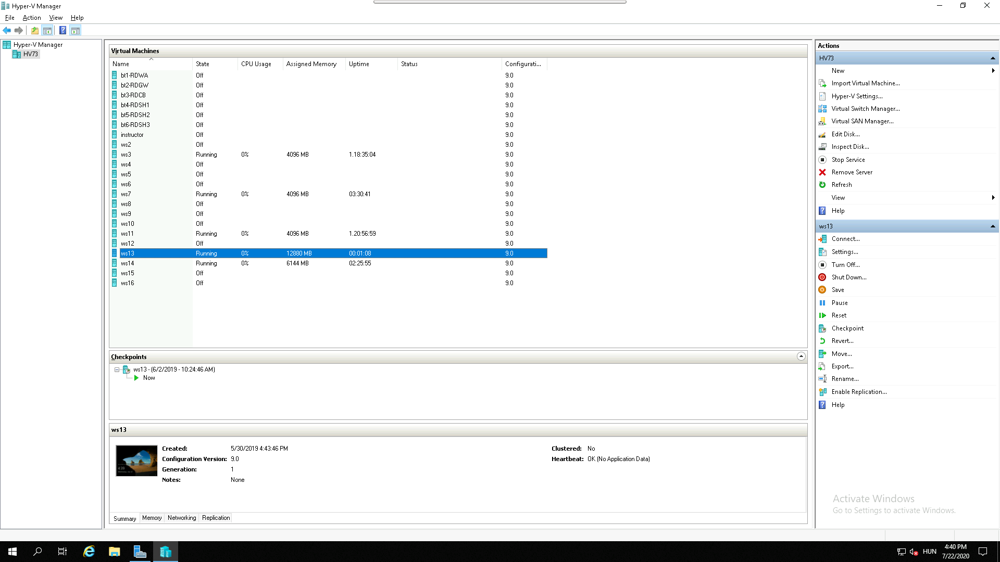 Hyper-V Manager
File Action View Help
Hyper-V Manager
HV73
Virtual Machines
Name State CPU Usage Assigned Memory Uptime Status Configurati...
bt1-RDWA Off 9.0
bt2-RDGW Off 9.0
bt3-RDCB Off 9.0
bt4-RDSH1 Off 9.0
bt5-RDSH2 Off 9.0
bt6-RDSH3 Off 9.0
instructor Off 9.0
ws2 Off 9.0
ws3 Running 0% 4096 MB 1.18:35:04 9.0
ws4 Off 9.0
ws5 Off 9.0
ws6 Off 9.0
ws7 Running 0% 4096 MB 03:30:41 9.0
ws8 Off 9.0
ws9 Off 9.0
ws10 Off 9.0
ws11 Running 0% 4096 MB 1.20:56:59 9.0
ws12 Off 9.0
ws13 Running 0% 12880 MB 00:01:08 9.0
ws14 Running 0% 6144 MB 02:25:55 9.0
ws15 Off 9.0
ws16 Off 9.0
Checkpoints
ws13 - (6/2/2019 - 10:24:46 AM)
Now
ws13
4:39
Created: 5/30/2019 4:43:46 PM
Configuration Version: 9.0
Generation: 1
Notes: None
Clustered: No
Heartbeat: OK (No Application Data)
Summary Memory Networking Replication
Actions
HV73
New
Import Virtual Machine...
Hyper-V Settings...
Virtual Switch Manager...
Virtual SAN Manager...
Edit Disk...
Inspect Disk...
Stop Service
Remove Server
Refresh
View
Help
ws13
Connect...
Settings...
Turn Off...
Shut Down...
Save
Pause
Reset
Checkpoint
Revert...
Move...
Export...
Rename...
Enable Replication...
Help
Activate Windows
Go to Settings to activate Windows.
HUN
4:40 PM
7/22/2020